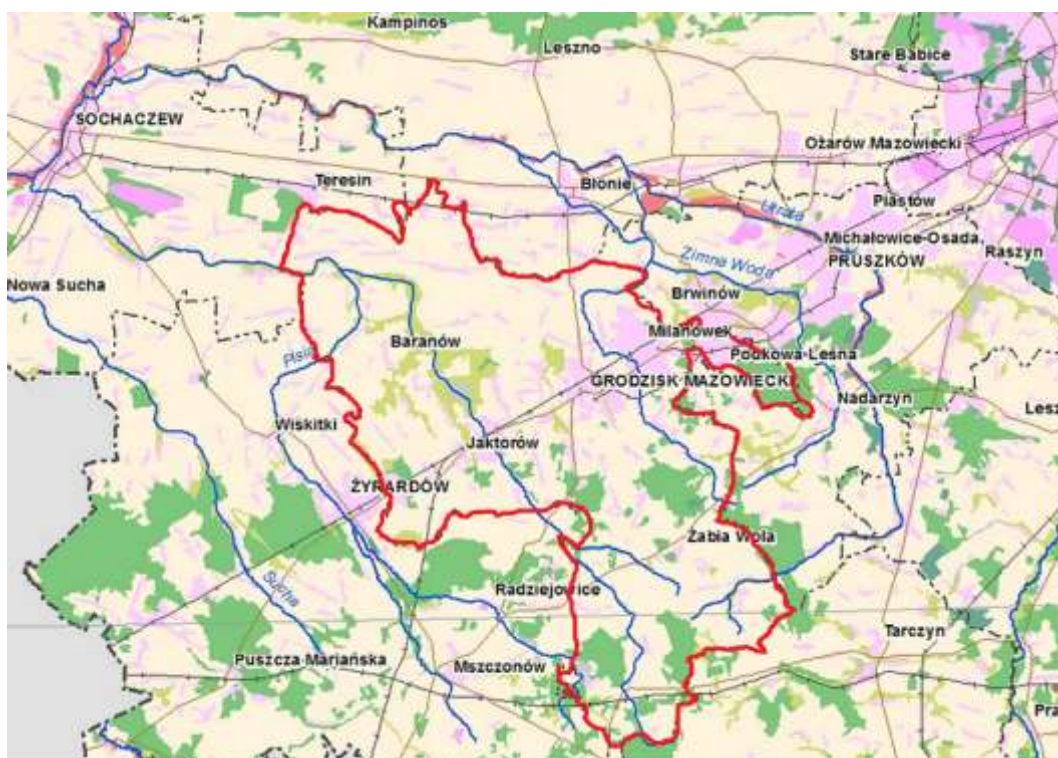 Kampinos
Leszno
Stare Babice
SOCHACZEW
Ożarów Mazowiecki
Teresin
Błonie
Piastów
Utrata
Michałowice-Osada
Raszyn
PRUSZKÓW
Zimna Woda
Nowa Sucha
Brwinów
Milanówek
Baranów
Podkowa Leśna
Pisia
GRODZISK MAZOWIECKI
Nadarzyn
Wiskitki
Jaktorów
ŻYRARDÓW
Żabia Wola
Sucha
Radziejowice
Tarczyn
Puszcza Mariańska
Mszczonów